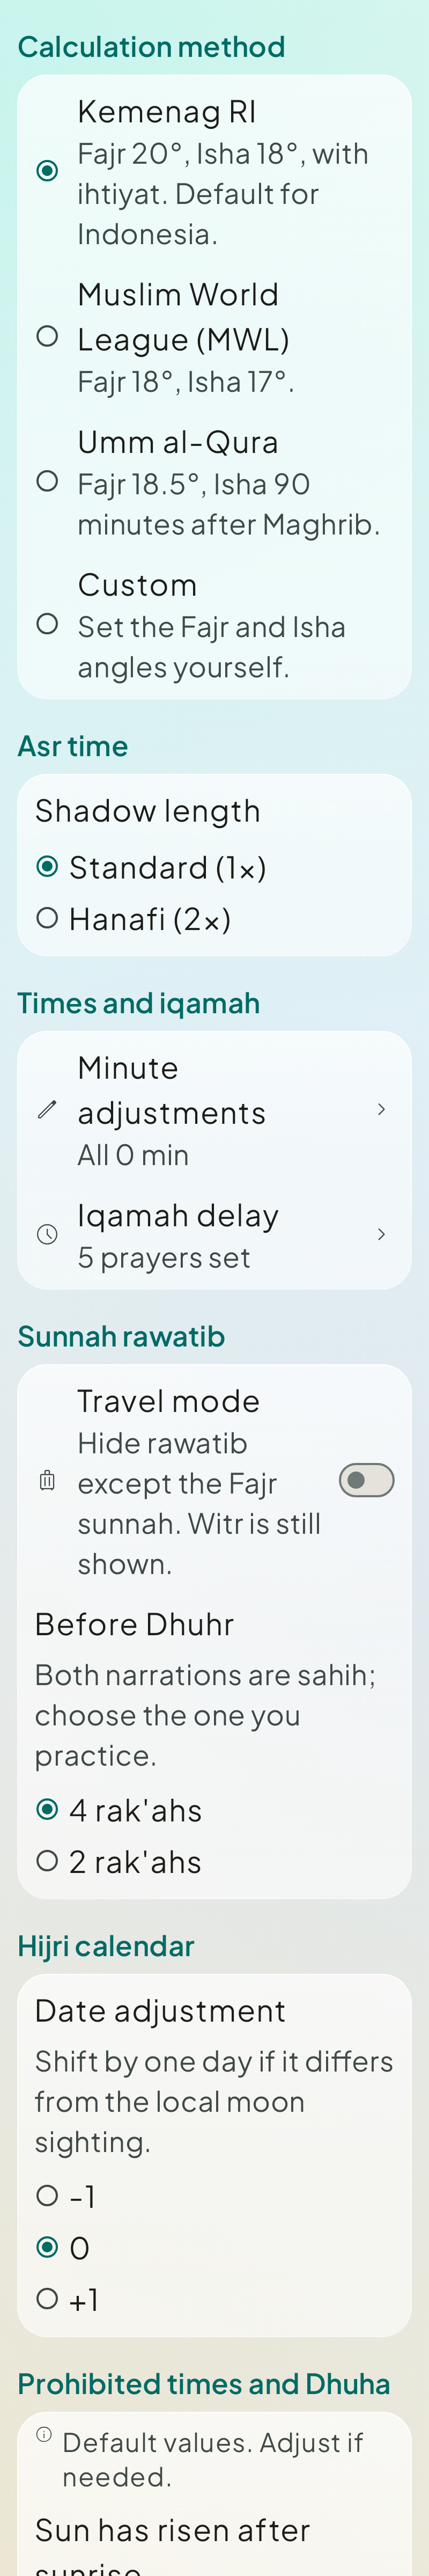 Calculation method
Kemenag RI
Fajr 20°, Isha 18°, with
ihtiyat. Default for
Indonesia.
Muslim World
League (MWL)
Fajr 18°, Isha 17°.
Umm al-Qura
Fajr 18.5°, Isha 90
minutes after Maghrib.
Custom
Set the Fajr and Isha
angles yourself.
Asr time
Shadow length
Standard (1×)
Hanafi (2×)
Times and iqamah
Minute
adjustments
All 0 min
Iqamah delay
5 prayers set
Sunnah rawatib
Travel mode
Hide rawatib
except the Fajr
sunnah. Witr is still
shown.
Before Dhuhr
Both narrations are sahih;
choose the one you
practice.
4 rak'ahs
2 rak'ahs
Hijri calendar
Date adjustment
Shift by one day if it differs
from the local moon
sighting.
-1
0
+1
Prohibited times and Dhuha
Default values. Adjust if
needed.
Sun has risen after
sunrise